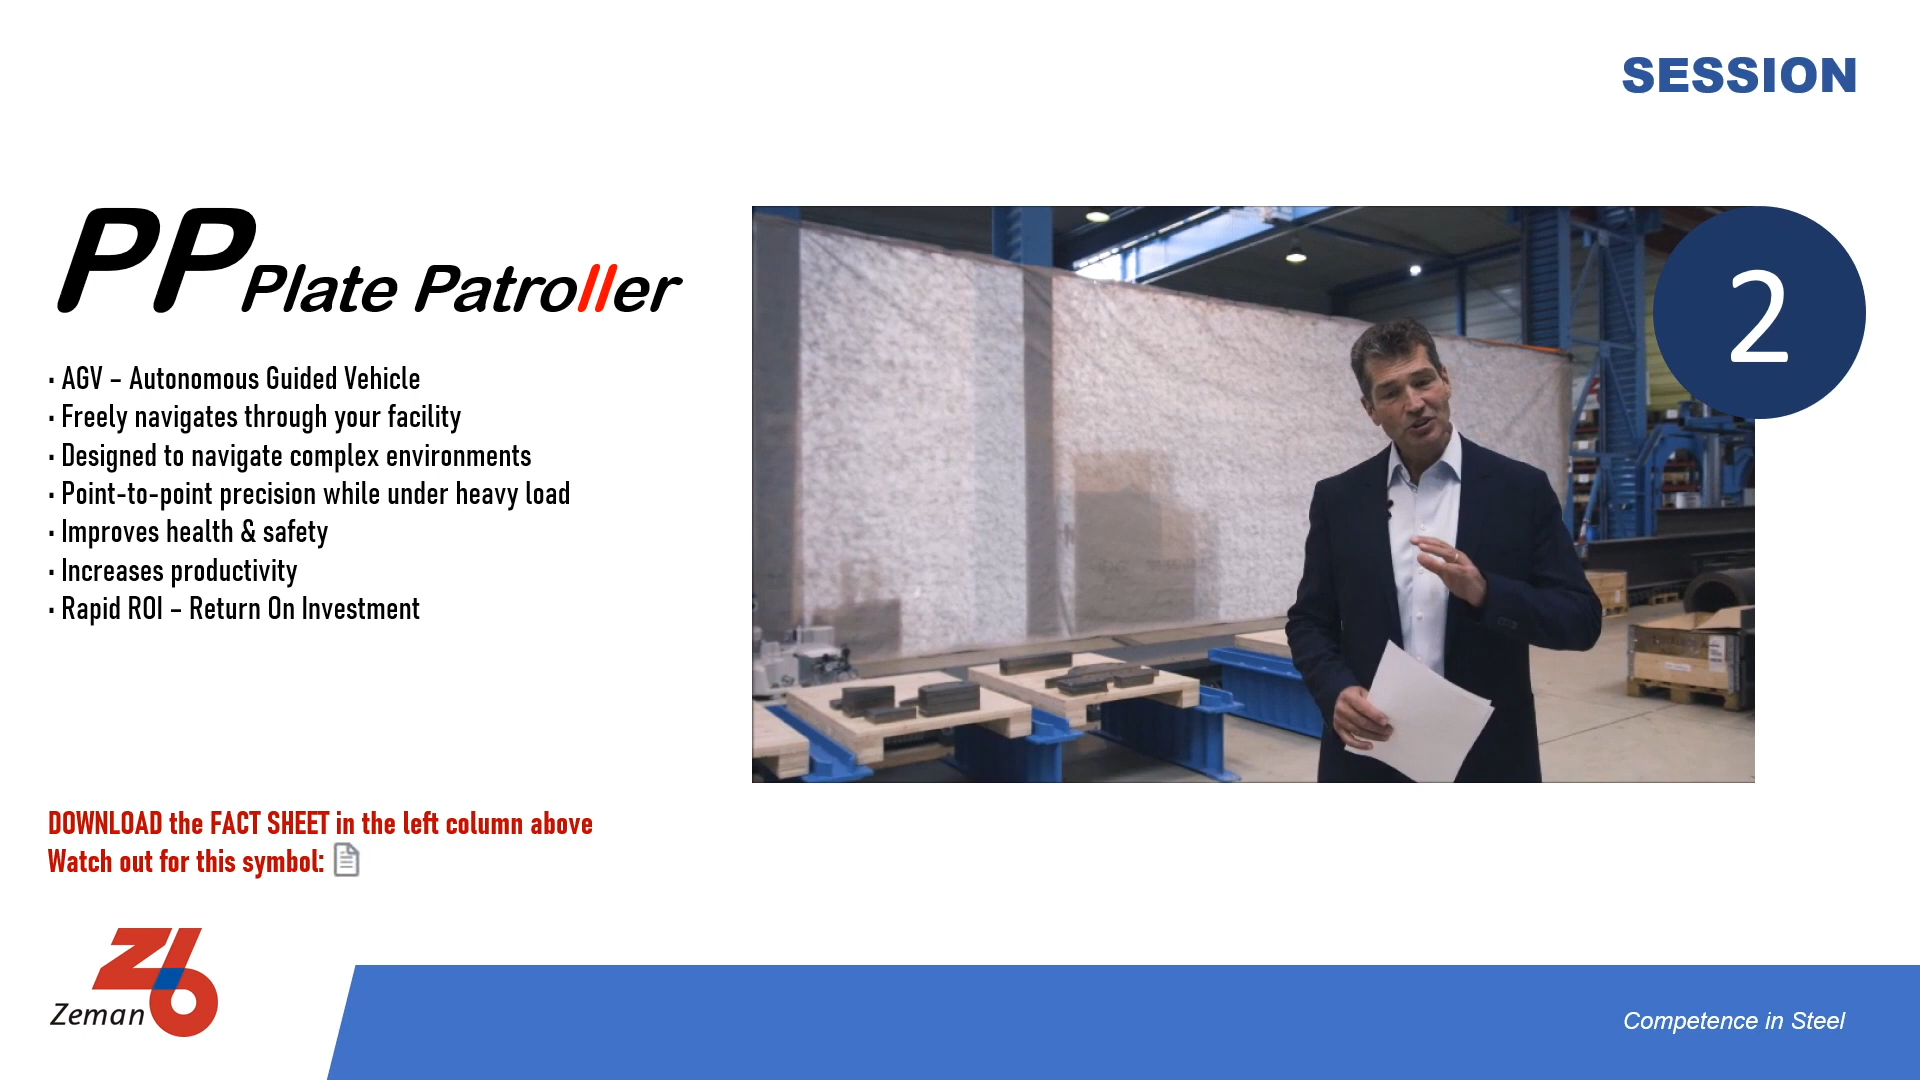 SESSION
2
PP Plate Patroller
· AGV – Autonomous Guided Vehicle
· Freely navigates through your facility
· Designed to navigate complex environments
· Point-to-point precision while under heavy load
· Improves health & safety
· Increases productivity
· Rapid ROI – Return On Investment
DOWNLOAD the FACT SHEET in the left column above
Watch out for this symbol:
Zeman
Competence in Steel